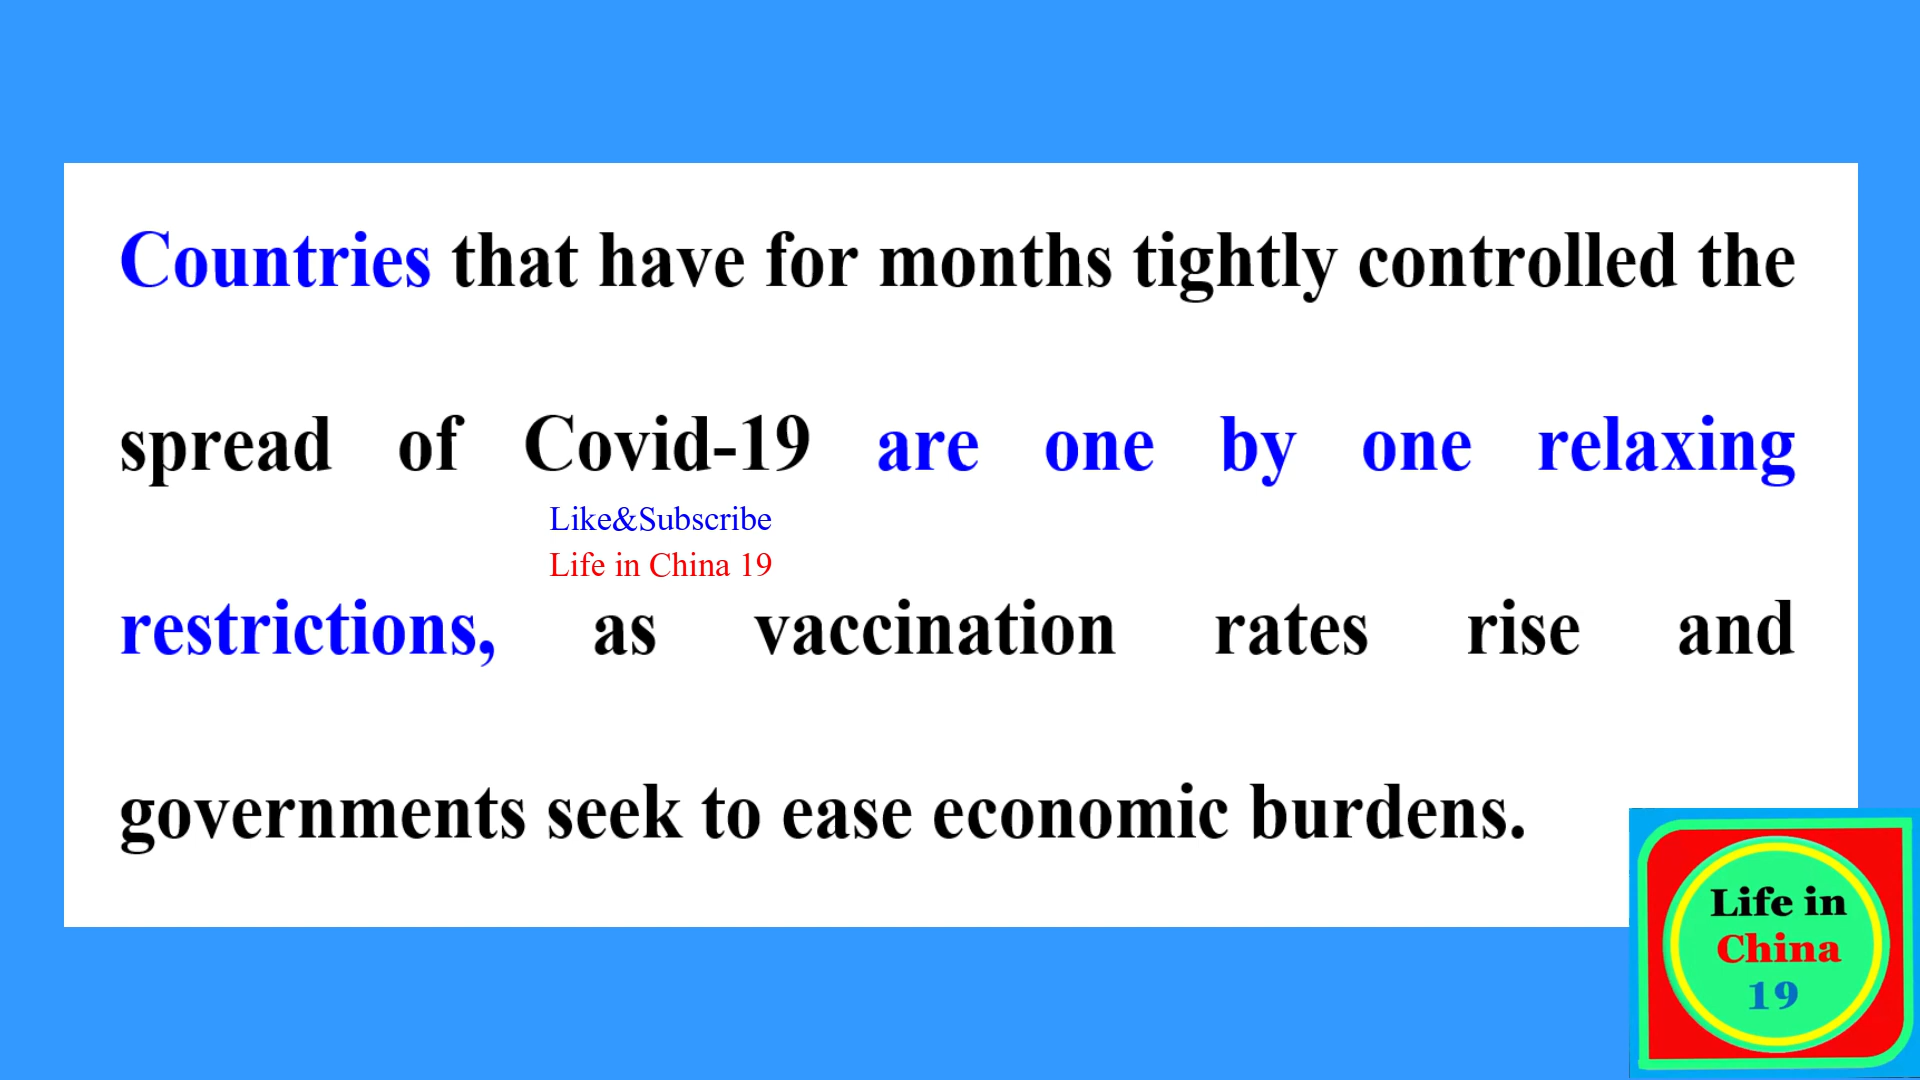 Countries that have for months tightly controlled the
spread of Covid-19 are one by one relaxing
Like&Subscribe
Life in China 19
restrictions, as vaccination rates rise and
governments seek to ease economic burdens.
Life in
China
19